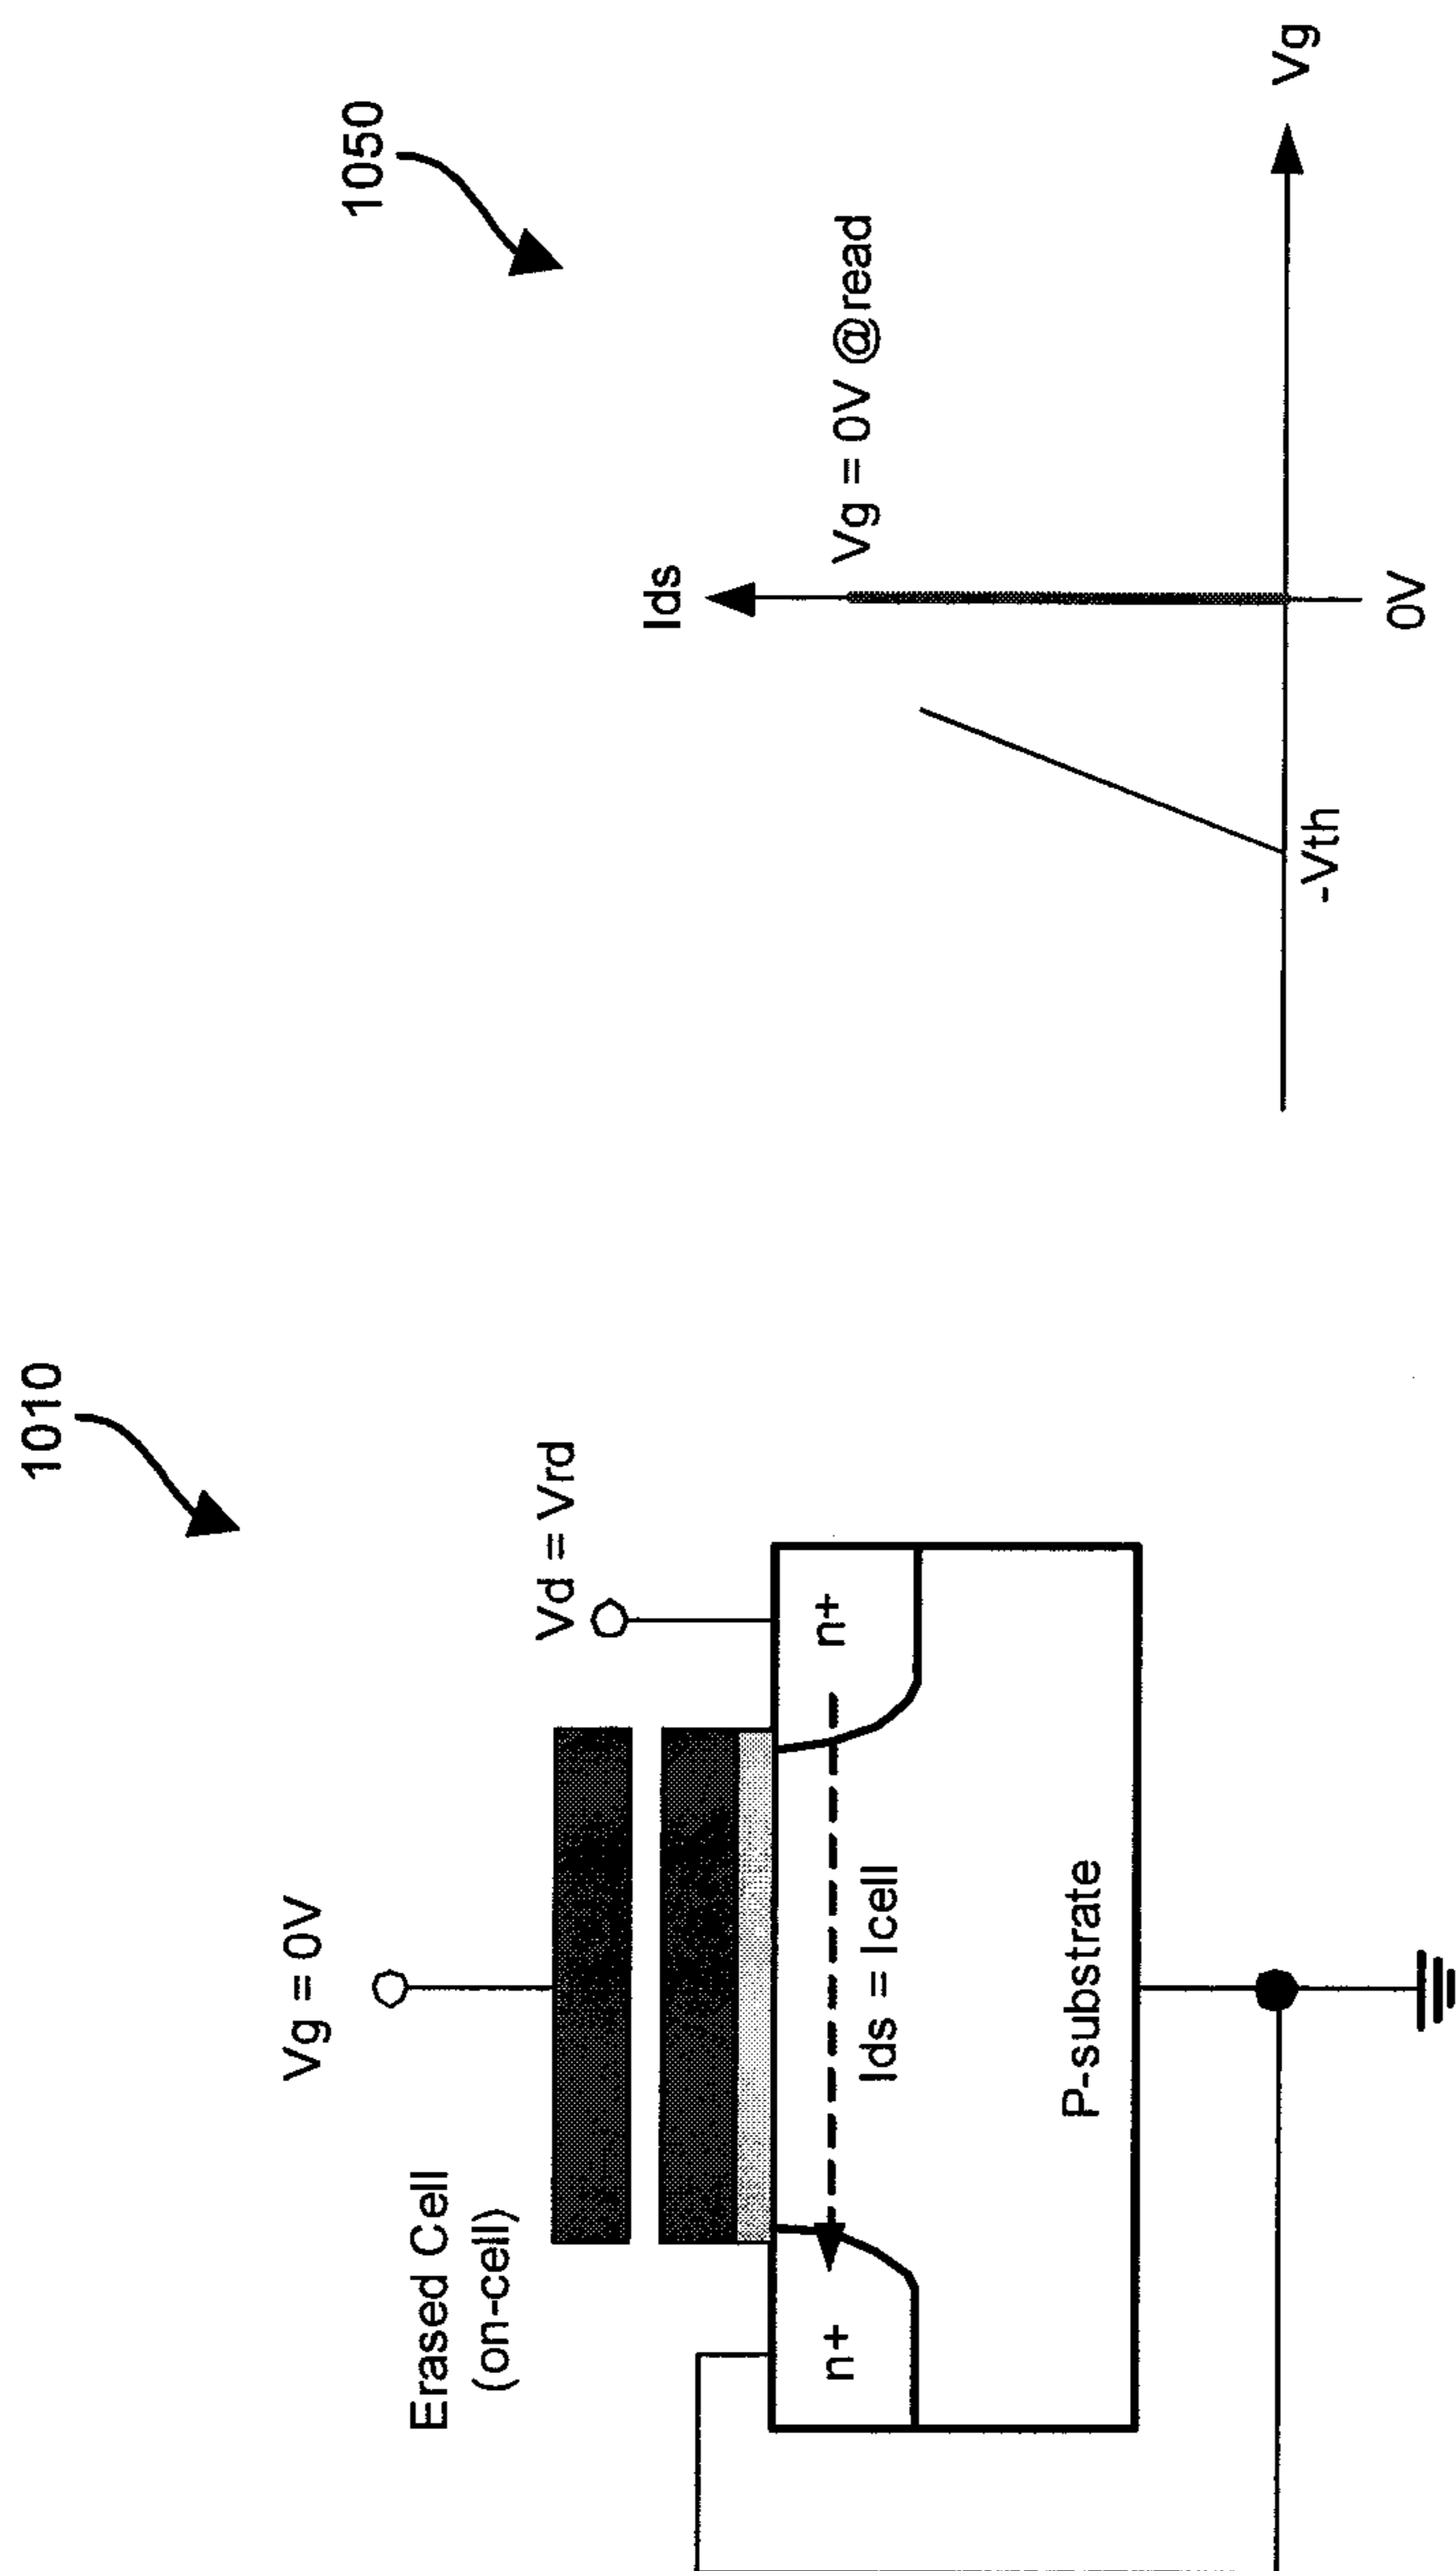 1010
Vg = 0V
Erased Cell
(on-cell)
Vd = Vrd
n+
n+
Ids = Icell
P-substrate
1050
Ids
Vg = 0V @read
Vg
-Vth
0V